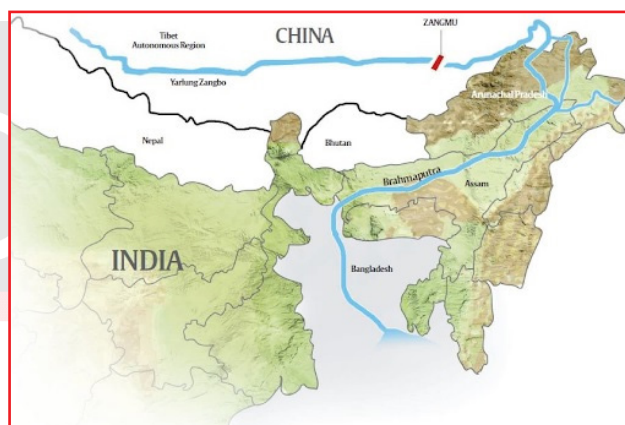 CHINA
ZANGMU
Tibet
Autonomous Region
Yarlung Zangbo
Arunachal Pradesh
Nepal
Bhutan
Brahmaputra
Assam
INDIA
Bangladesh